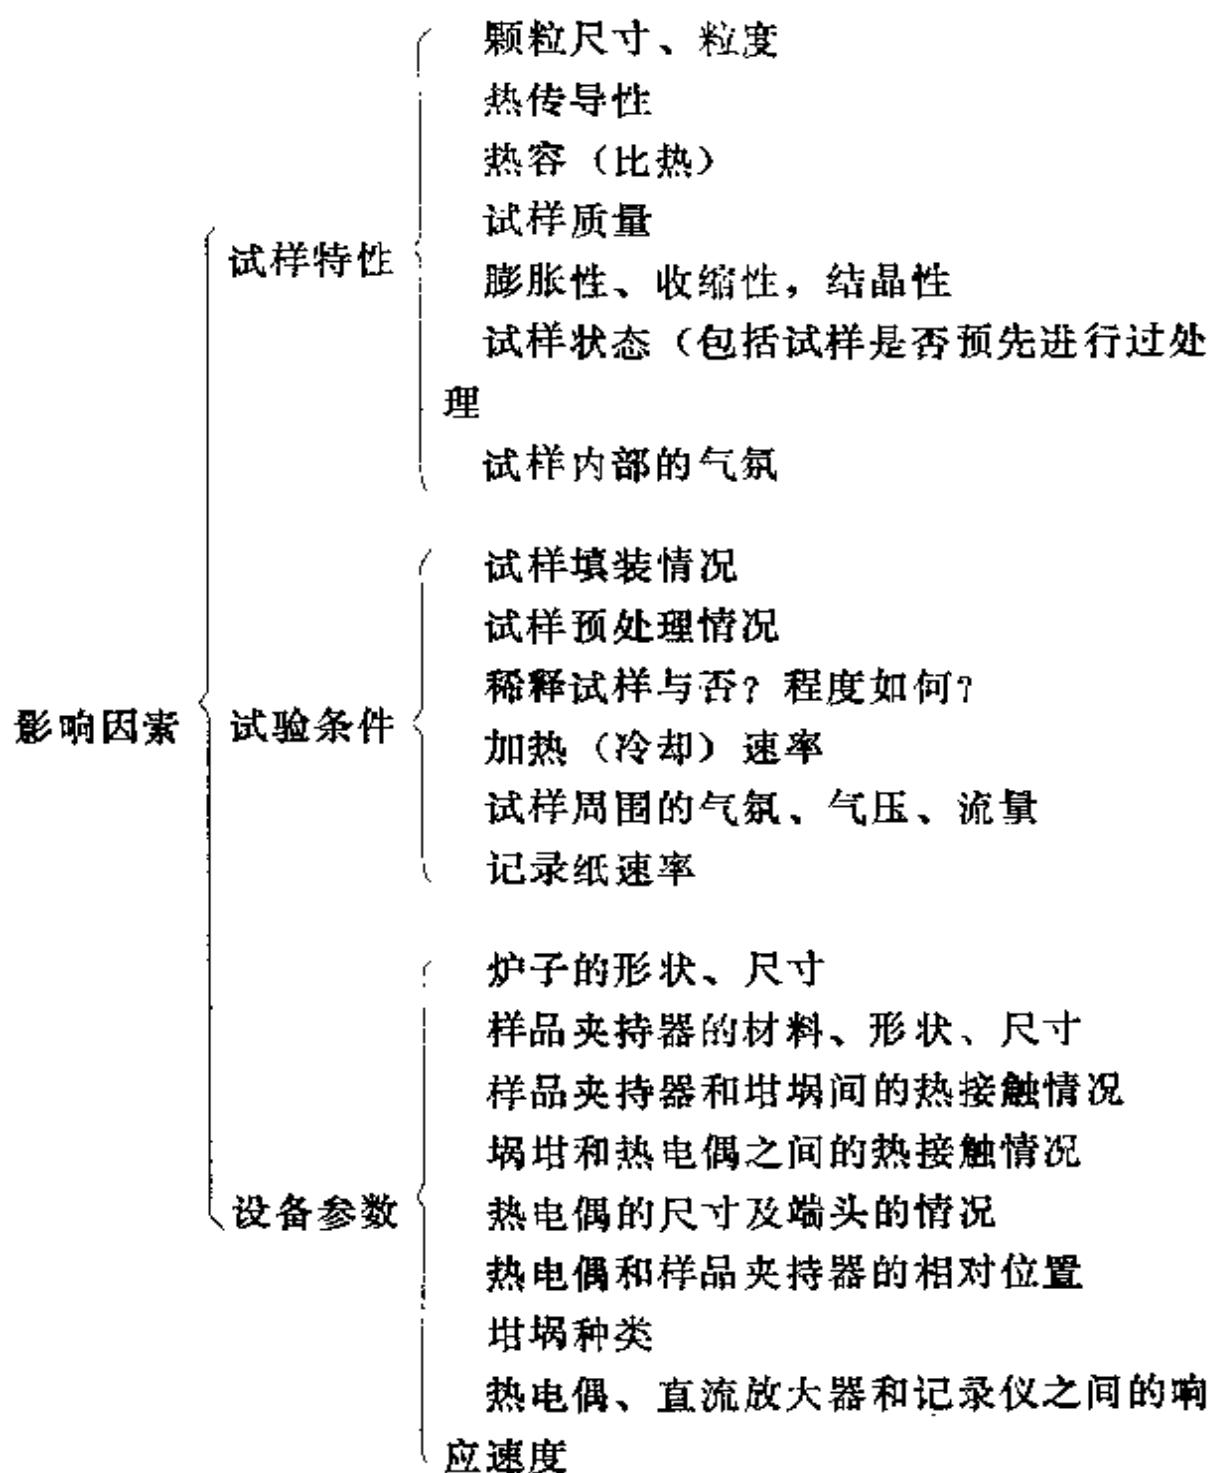 颗粒尺寸、粒度
热传导性
热容（比热）
试样质量
试样特性
膨胀性、收缩性，结晶性
试样状态（包括试样是否预先进行过处
理
试样内部的气氛
试样填装情况
试样预处理情况
稀释试样与否？程度如何？
影响因素
试验条件
加热（冷却）速率
试样周围的气氛、气压、流量
记录纸速率
炉子的形状、尺寸
样品夹持器的材料、形状、尺寸
样品夹持器和坩埚间的热接触情况
埚坩和热电偶之间的热接触情况
设备参数
热电偶的尺寸及端头的情况
热电偶和样品夹持器的相对位置
坩埚种类
热电偶、直流放大器和记录仪之间的响
应速度